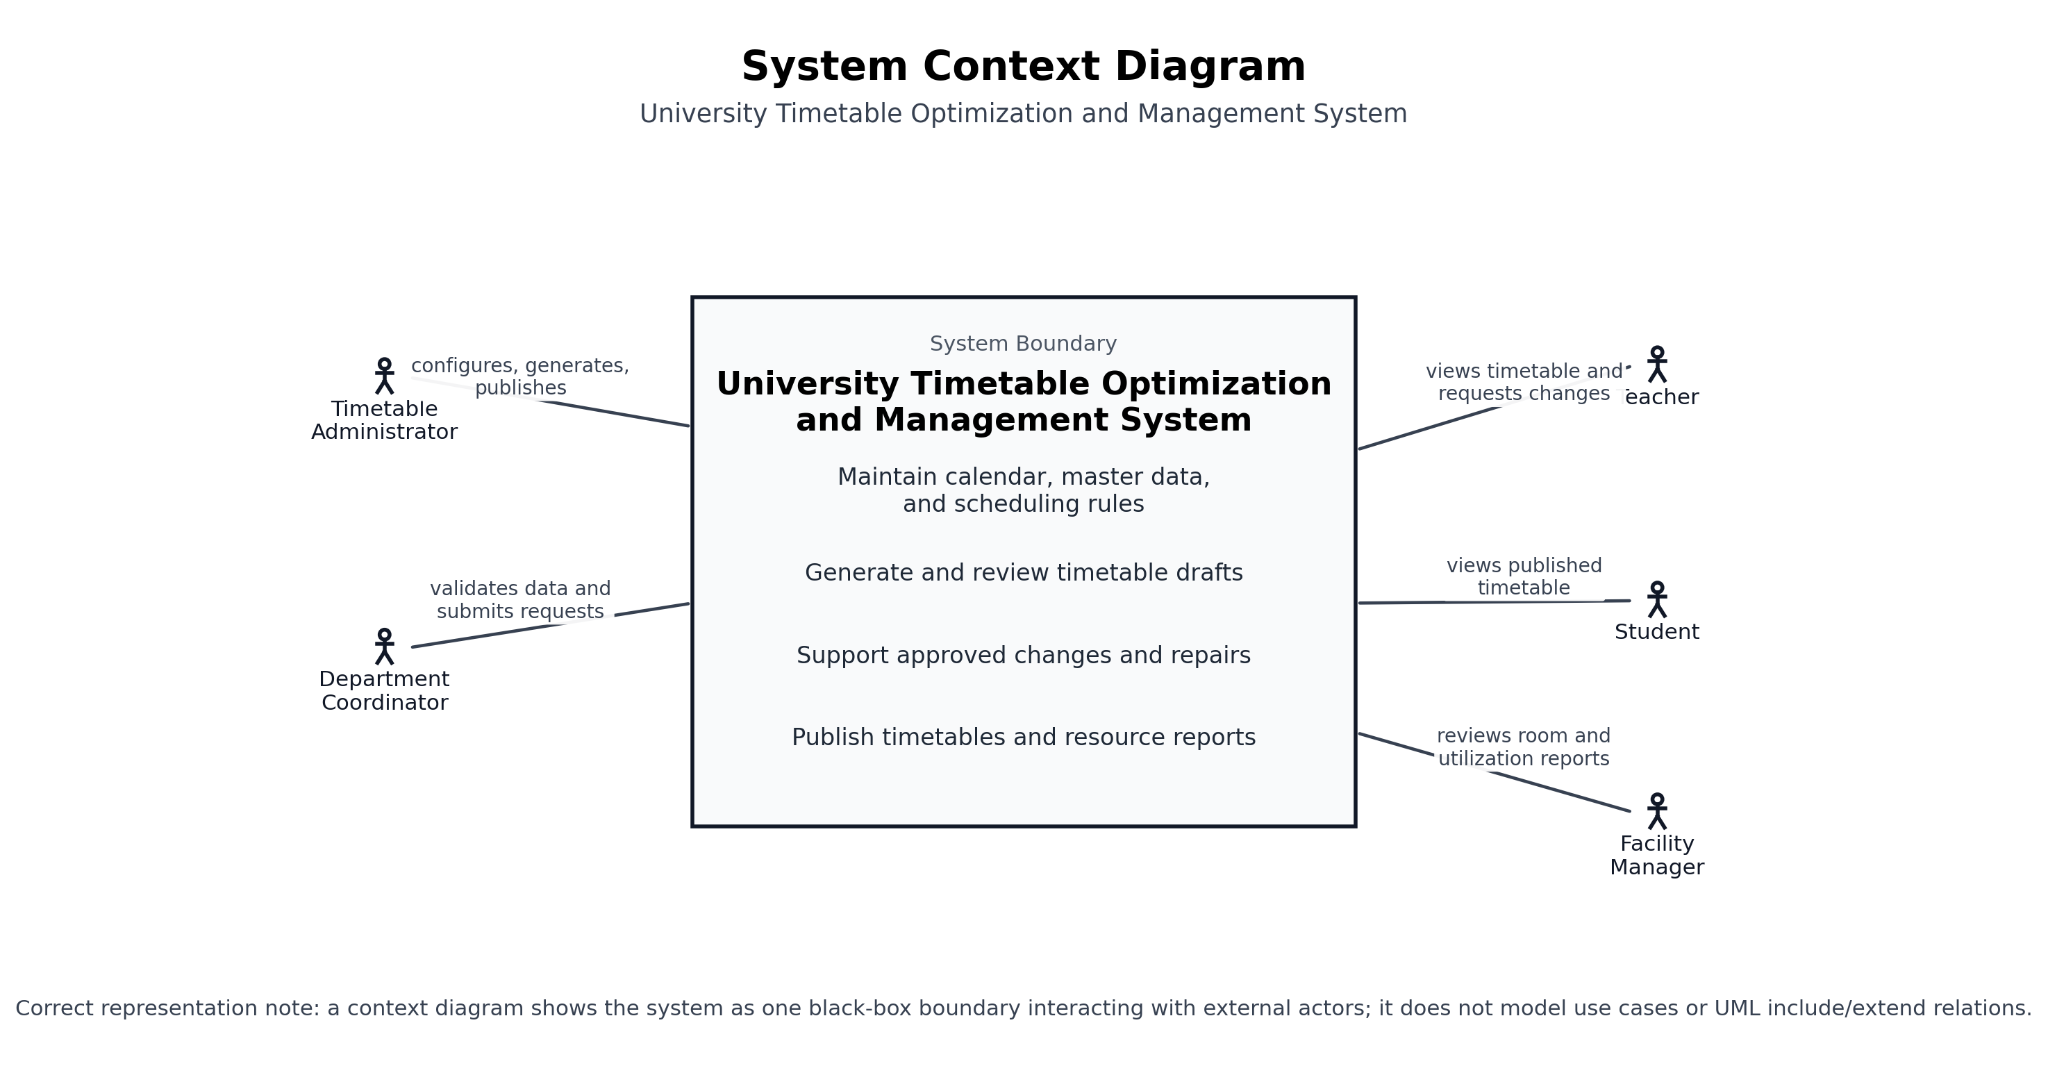 System Context Diagram
University Timetable Optimization and Management System
configures, generates,
publishes
Timetable
Administrator
validates data and
submits requests
Department
Coordinator
System Boundary
University Timetable Optimization
and Management System
Maintain calendar, master data,
and scheduling rules
Generate and review timetable drafts
Support approved changes and repairs
Publish timetables and resource reports
views timetable and
requests changes
Teacher
views published
timetable
Student
reviews room and
utilization reports
Facility
Manager
Correct representation note: a context diagram shows the system as one black-box boundary interacting with external actors; it does not model use cases or UML include/extend relations.